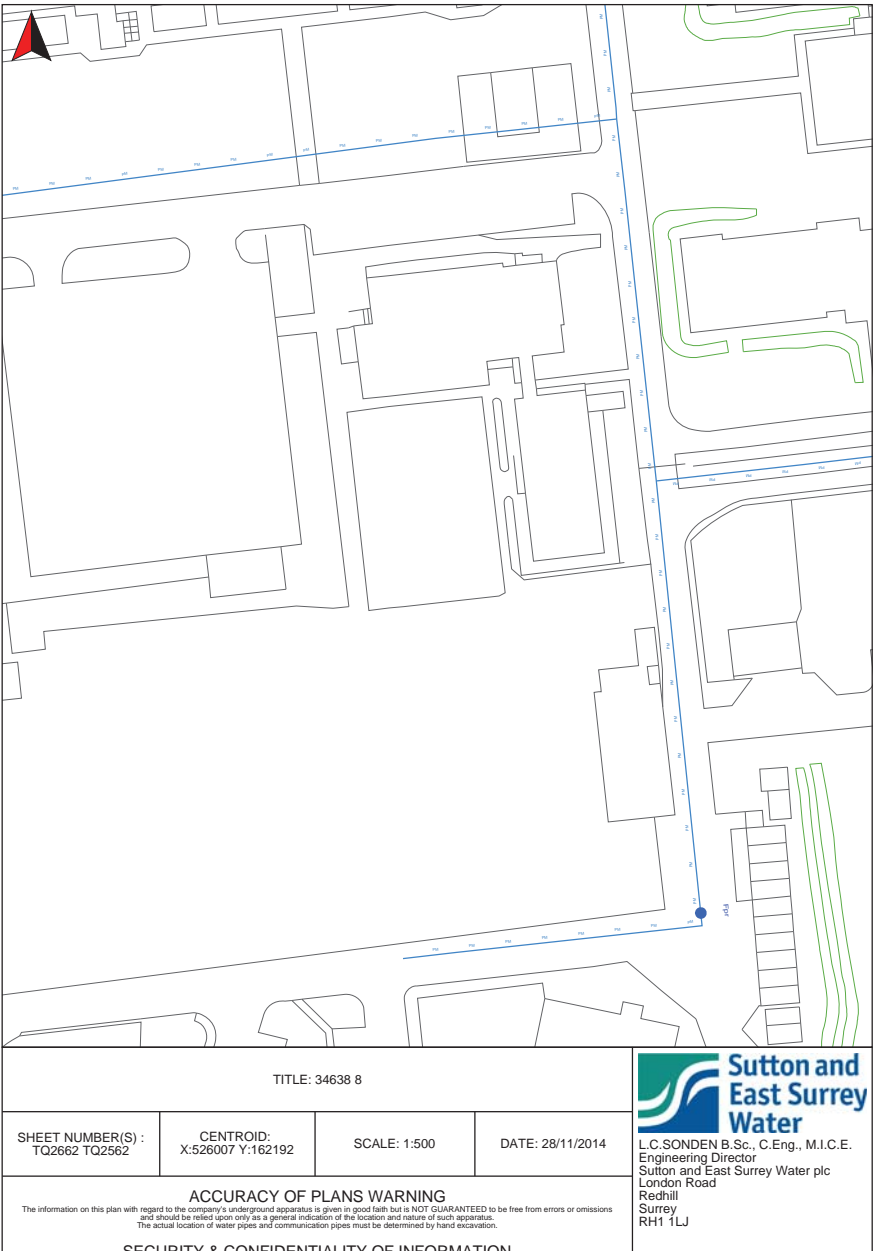 Fpr
TITLE: 34638 8
SHEET NUMBER(S) :
TQ2662 TQ2562
CENTROID:
X:526007 Y:162192
SCALE: 1:500
DATE: 28/11/2014
Sutton and
East Surrey
Water
L.C.SONDEN B.Sc., C.Eng., M.I.C.E.
Engineering Director
Sutton and East Surrey Water plc
London Road
Redhill
Surrey
RH1 1LJ
ACCURACY OF PLANS WARNING
The information on this plan with regard to the company's underground apparatus is given in good faith but is NOT GUARANTEED to be free from errors or omissions
and should be relied upon only as a general indication of the location and nature of such apparatus.
The actual location of water pipes and communication pipes must be determined by hand excavation.
SECURITY & CONFIDENTIALITY OF INFORMATION